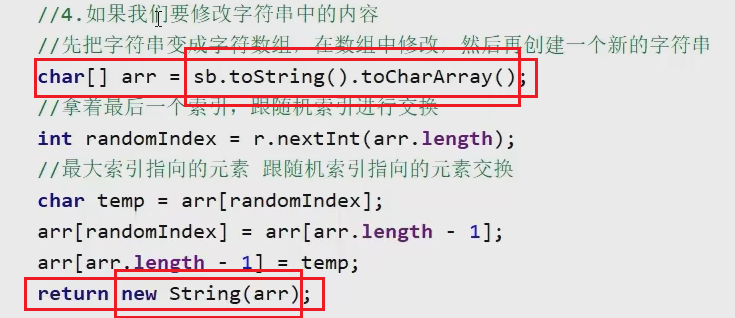 //4.如果我们要修改字符串中的内容
//先把字符串变成字符数组，在数组中修改，然后再创建一个新的字符串
char[] arr = sb.toString().toCharArray();
//拿着最后一个索引，跟随机索引进行交换
int randomIndex = r.nextInt(arr.length);
//最大索引指向的元素 跟随机索引指向的元素交换
char temp = arr[randomIndex];
arr[randomIndex] = arr[arr.length - 1];
arr[arr.length - 1] = temp;
return new String(arr);